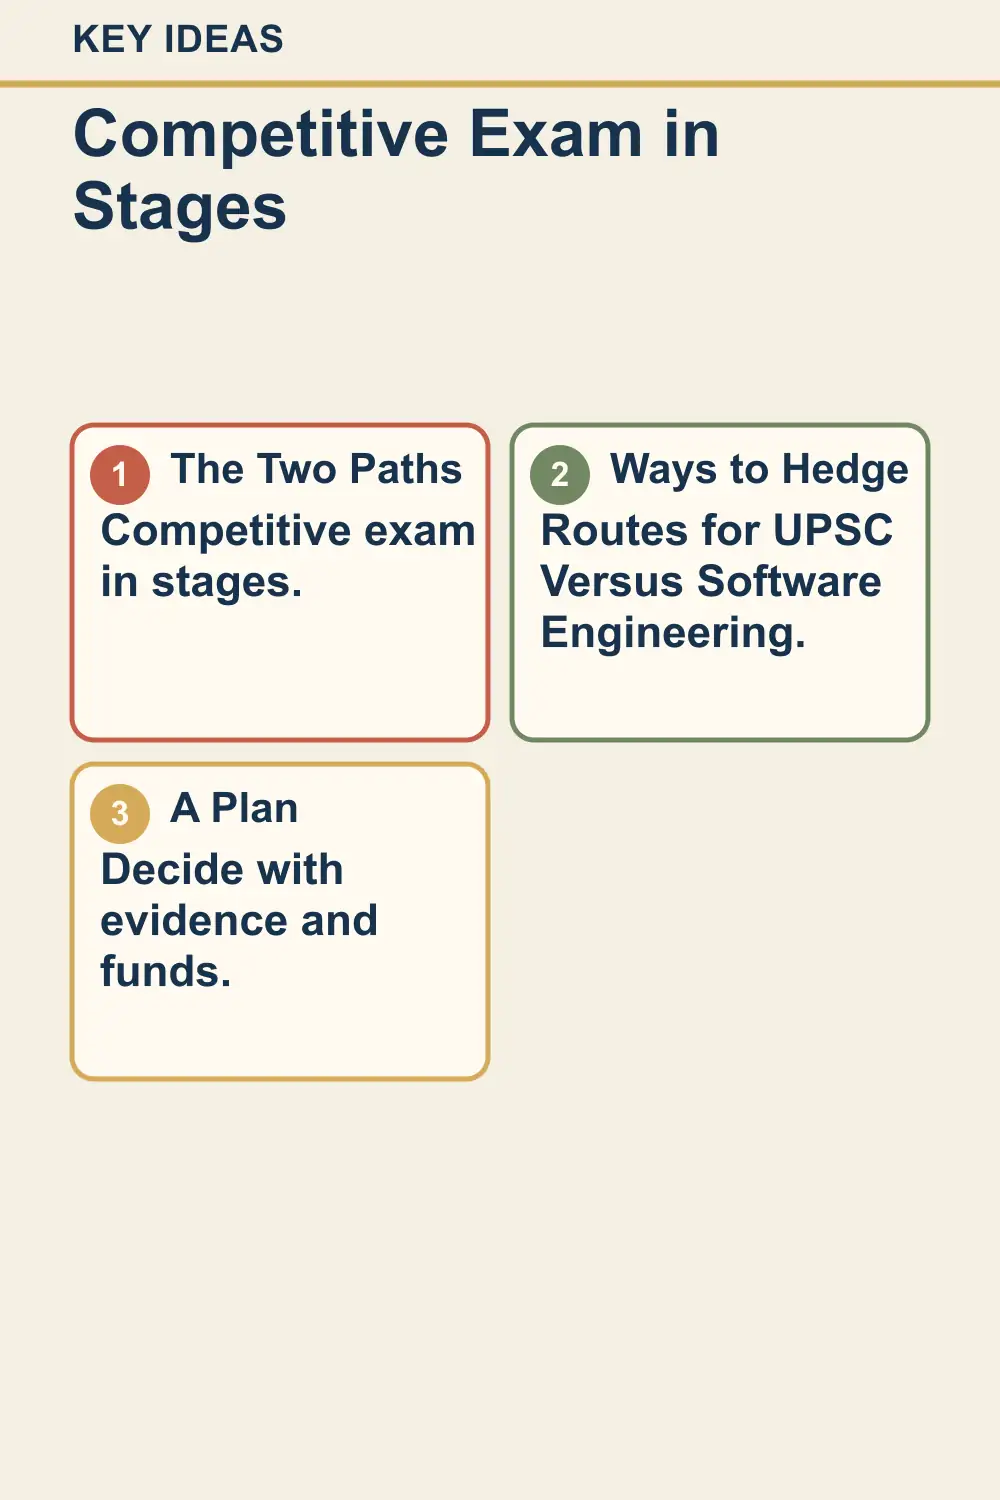 KEY IDEAS
Competitive Exam in
Stages
1 The Two Paths
Competitive exam
in stages.
2 Ways to Hedge
Routes for UPSC
Versus Software
Engineering.
3 A Plan
Decide with
evidence and
funds.